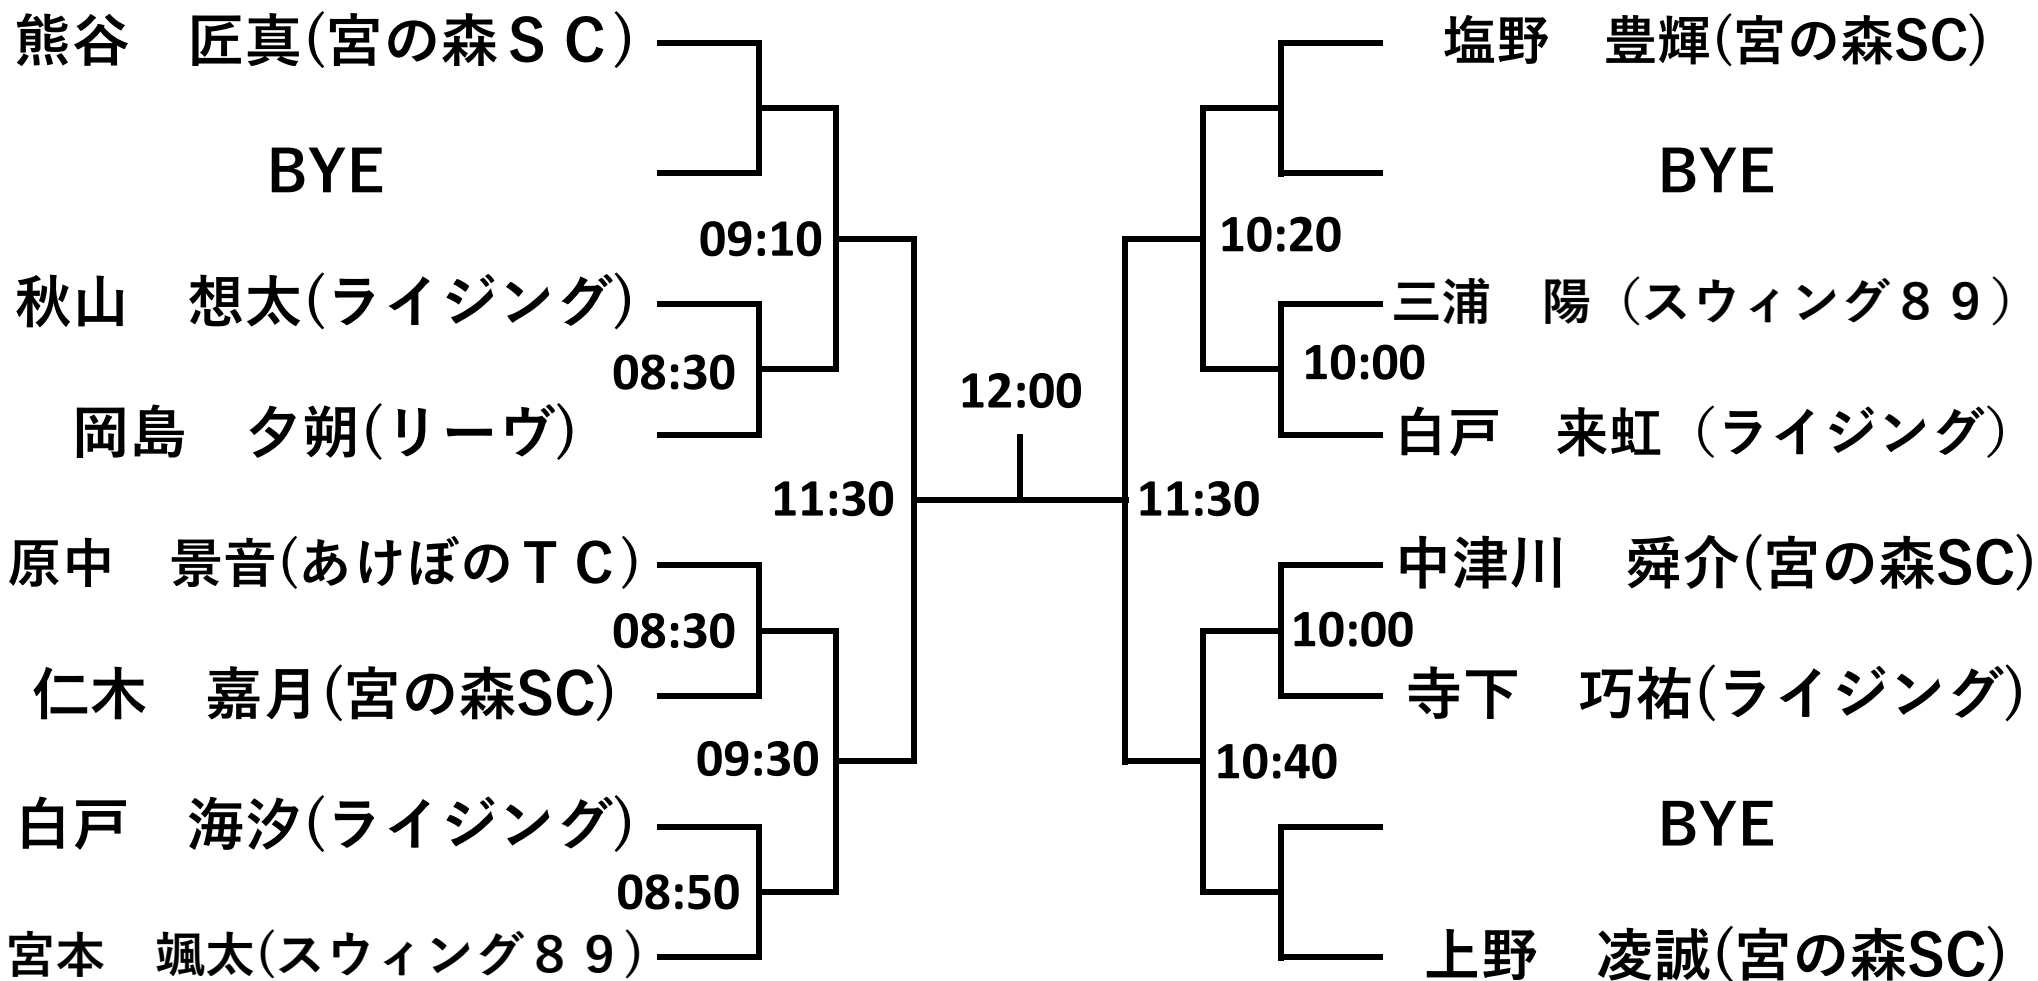 熊谷　匠真(宮の森ＳＣ)
BYE
09:10
秋山　想太(ライジング)
08:30
岡島　夕朔(リーヴ)
11:30
原中　景音(あけぼのＴＣ)
08:30
仁木　嘉月(宮の森SC)
09:30
白戸　海汐(ライジング)
08:50
宮本　颯太(スウィング８９)
12:00
塩野　豊輝(宮の森SC)
BYE
10:20
三浦　陽（スウィング８９）
10:00
白戸　来虹（ライジング）
11:30
中津川　舜介(宮の森SC)
10:00
寺下　巧祐(ライジング)
10:40
BYE
上野　凌誠(宮の森SC)